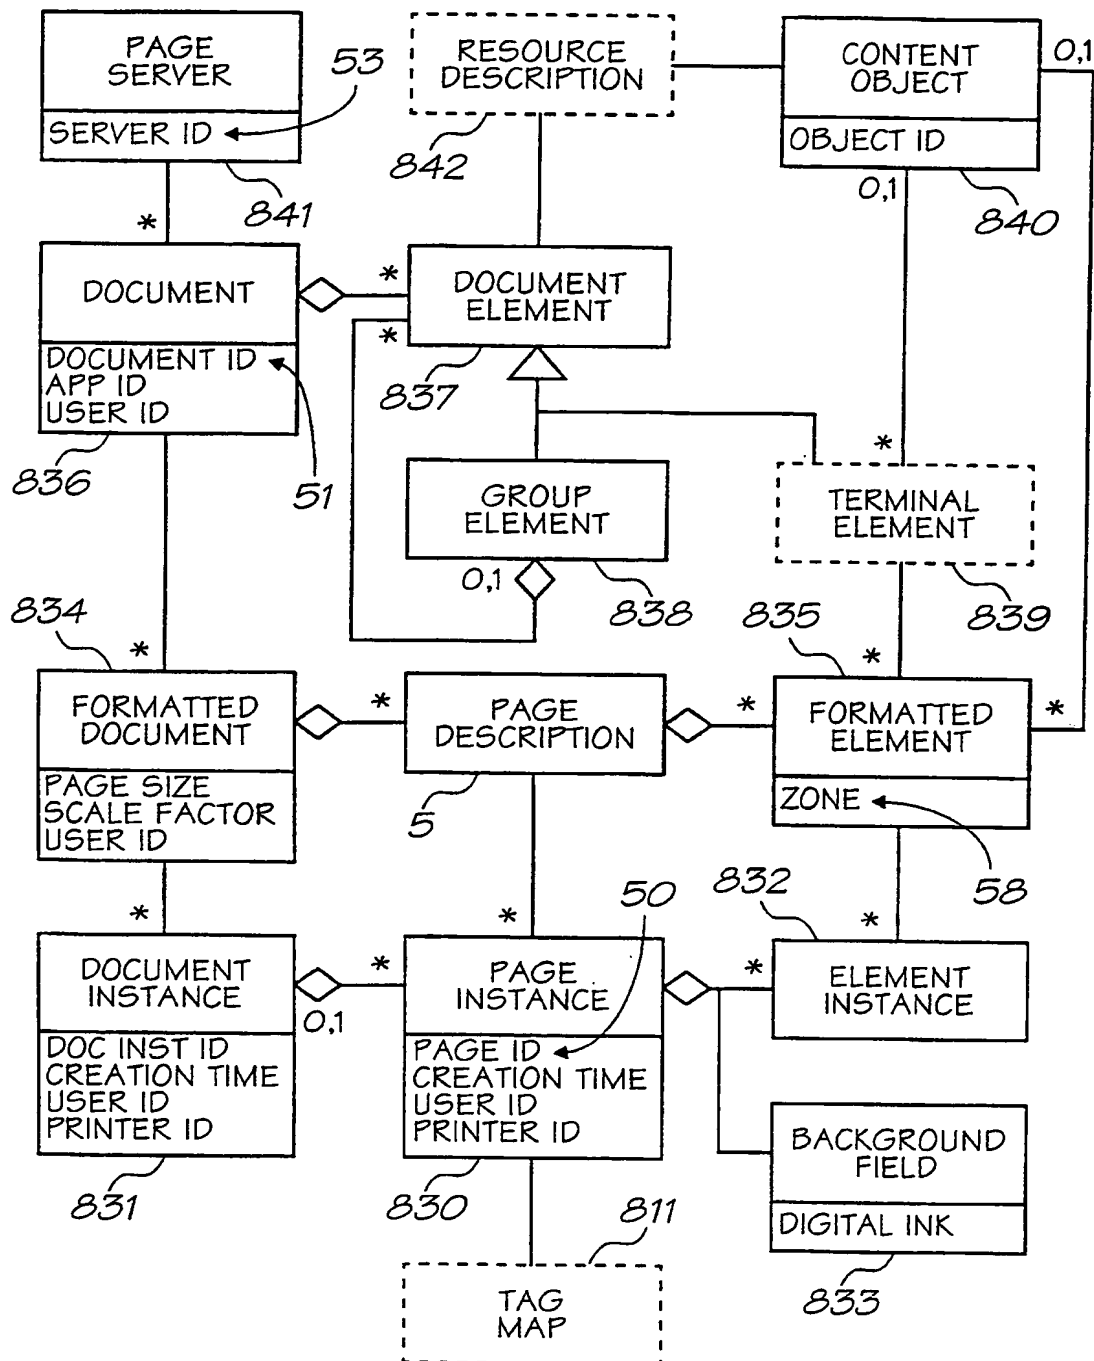 PAGE
SERVER
SERVER ID
53
841
RESOURCE
DESCRIPTION
842
CONTENT
OBJECT
OBJECT ID
0,1
0,1
840
*
DOCUMENT
DOCUMENT ID
APP ID
USER ID
836
51
*
*
DOCUMENT
ELEMENT
837
GROUP
ELEMENT
0,1
838
*
TERMINAL
ELEMENT
839
834
*
FORMATTED
DOCUMENT
PAGE SIZE
SCALE FACTOR
USER ID
*
PAGE
DESCRIPTION
5
835
*
*
*
FORMATTED
ELEMENT
ZONE
58
*
DOCUMENT
INSTANCE
0,1
DOC INST ID
CREATION TIME
USER ID
PRINTER ID
831
*
*
50
PAGE
INSTANCE
PAGE ID
CREATION TIME
USER ID
PRINTER ID
830
832
*
*
ELEMENT
INSTANCE
BACKGROUND
FIELD
DIGITAL INK
833
811
TAG
MAP